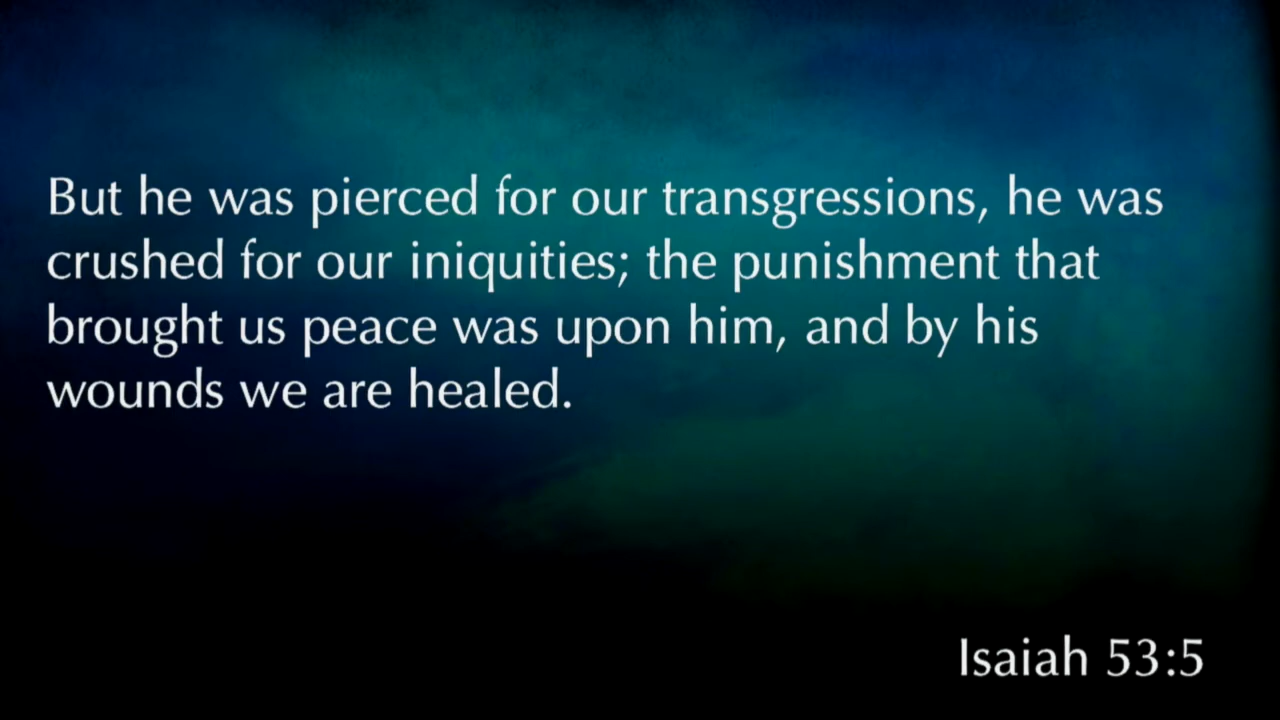 But he was pierced for our transgressions, he was
crushed for our iniquities; the punishment that
brought us peace was upon him, and by his
wounds we are healed.
Isaiah 53:5